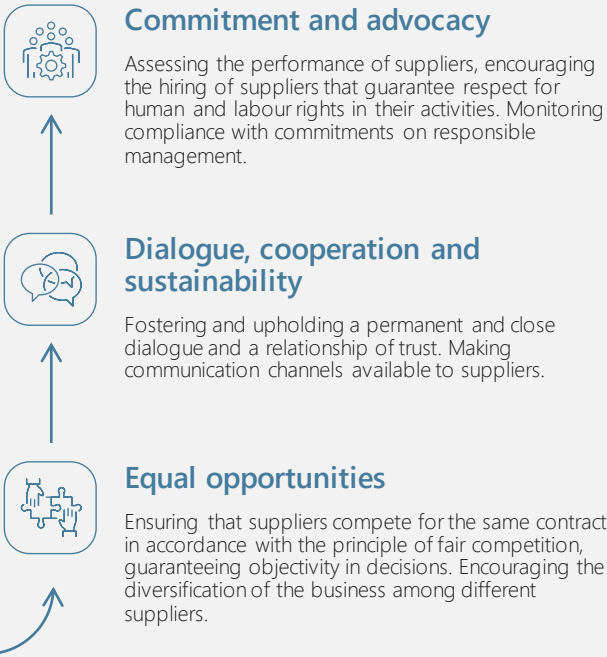 Commitment and advocacy
Assessing the performance of suppliers, encouraging
the hiring of suppliers that guarantee respect for
human and labour rights in their activities. Monitoring
compliance with commitments on responsible
management.
Dialogue, cooperation and
sustainability
Fostering and upholding a permanent and close
dialogue and a relationship of trust. Making
communication channels available to suppliers.
Equal opportunities
Ensuring that suppliers compete for the same contract
in accordance with the principle of fair competition,
guaranteeing objectivity in decisions. Encouraging the
diversification of the business among different
suppliers.